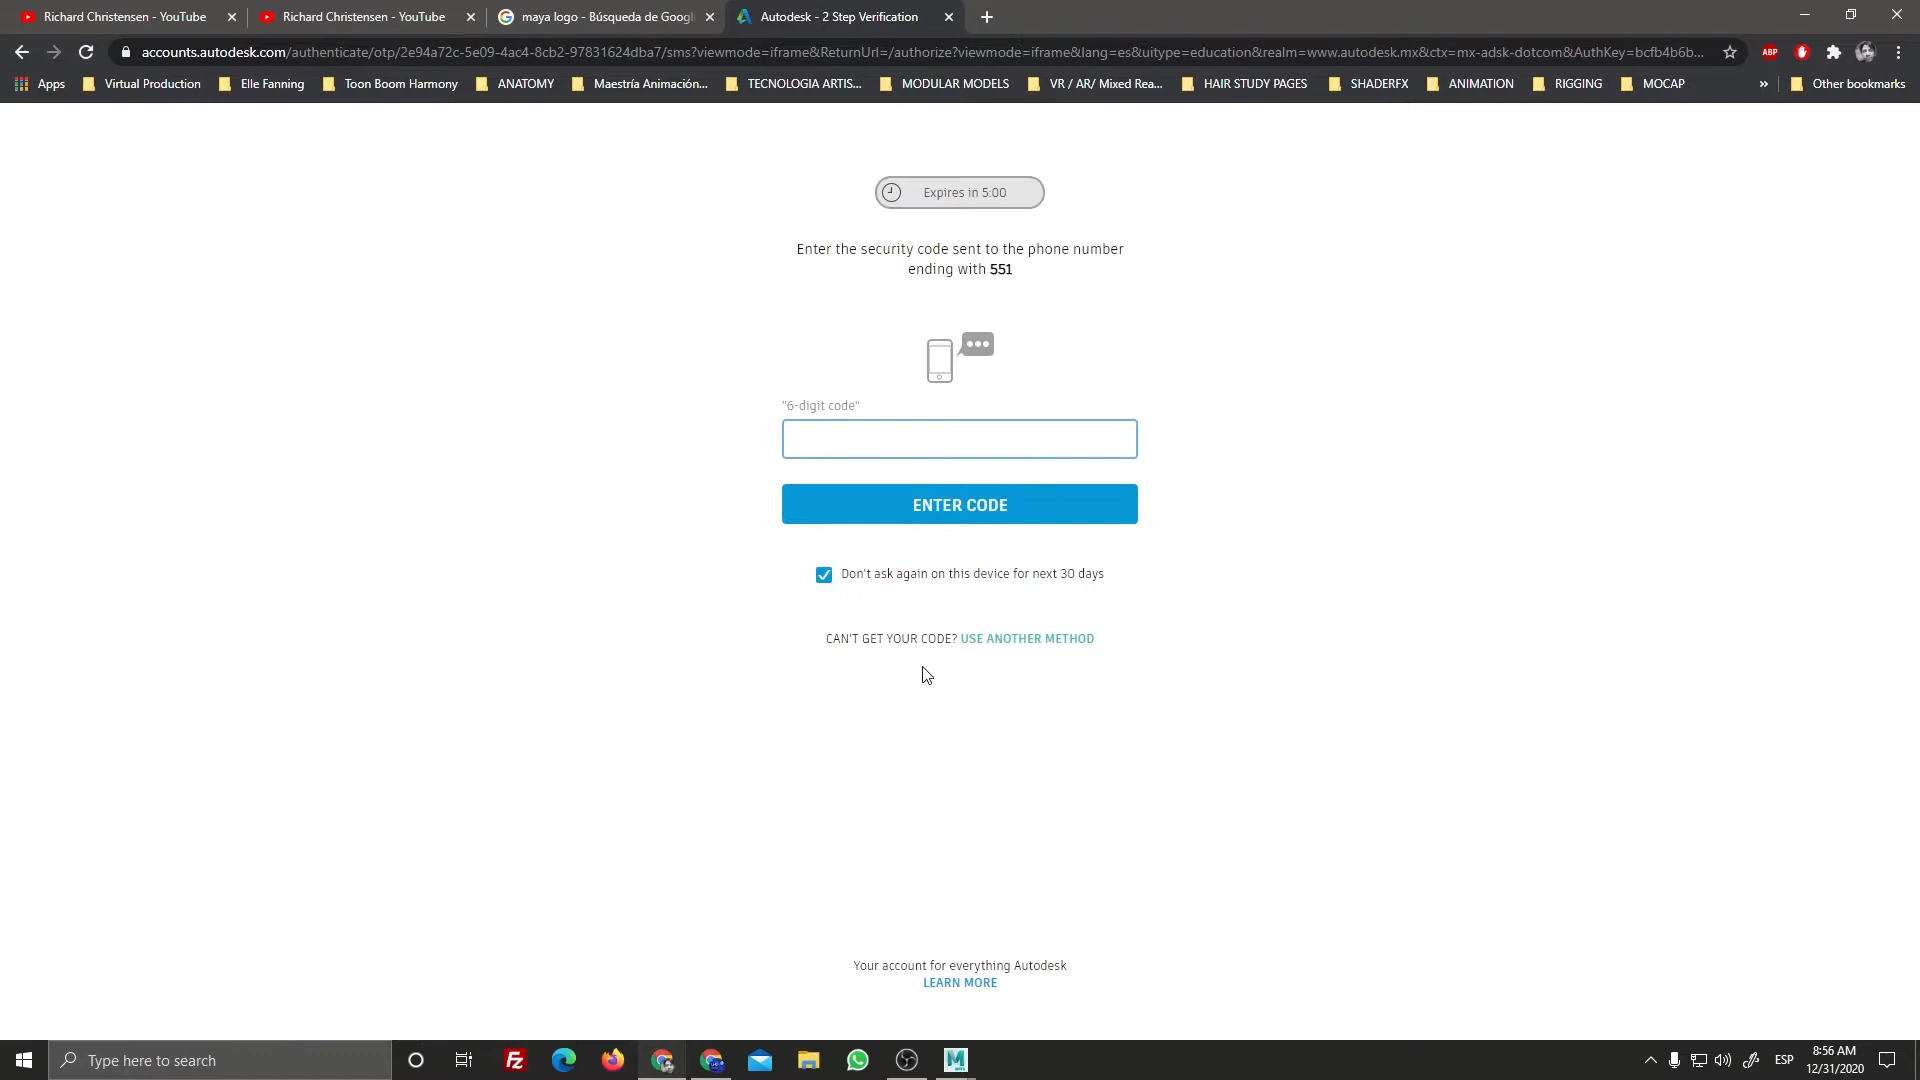 Richard Christensen - YouTube
Richard Christensen - YouTube
maya logo - Búsqueda de Googl
Autodesk - 2 Step Verification
accounts.autodesk.com/authenticate/otp/2e94a72c-5e09-4ac4-8cb2-97831624dba7/sms?viewmode=iframe&ReturnUrl=/authorize?viewmode=iframe&lang=es&uitype=education&realm=www.autodesk.mx&ctx=mx-adsk-dotcom&AuthKey=bcfb4b6b...
ABP
Apps
Virtual Production
Elle Fanning
Toon Boom Harmony
ANATOMY
Maestría Animación...
TECNOLOGIA ARTIS...
MODULAR MODELS
VR / AR/ Mixed Rea...
HAIR STUDY PAGES
SHADERFX
ANIMATION
RIGGING
MOCAP
»
Other bookmarks
Expires in 5:00
Enter the security code sent to the phone number
ending with 551
"6-digit code"
ENTER CODE
Don't ask again on this device for next 30 days
CAN'T GET YOUR CODE? USE ANOTHER METHOD
Your account for everything Autodesk
LEARN MORE
Type here to search
ESP
8:56 AM
12/31/2020